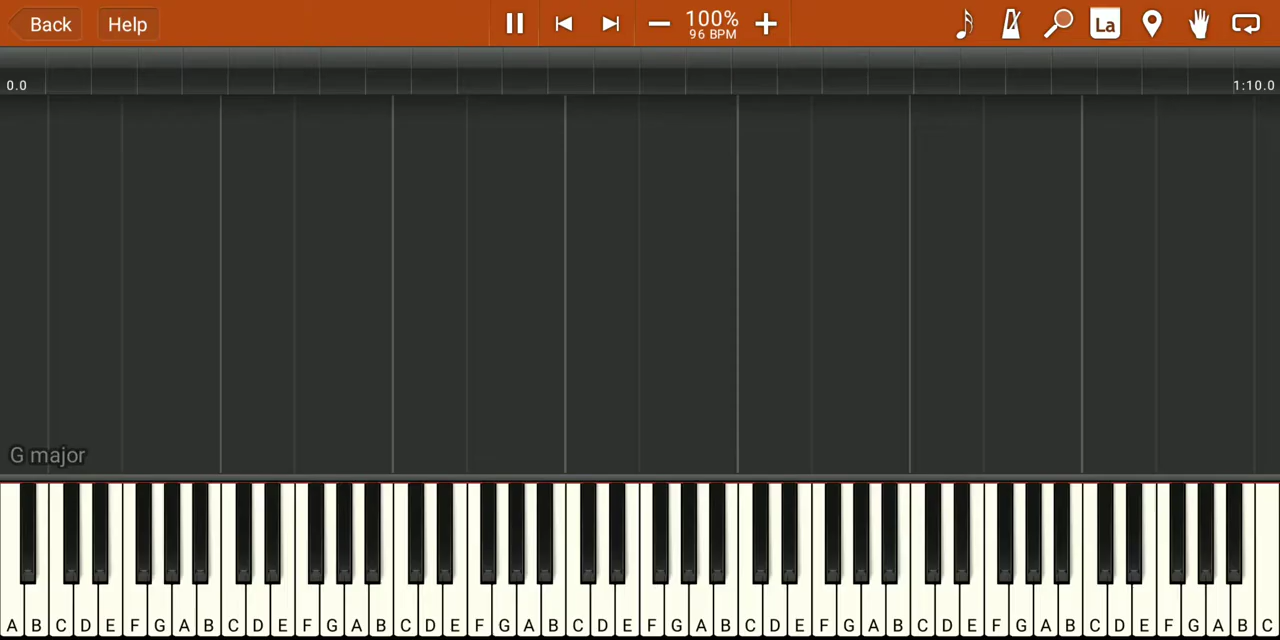 Back Help 100% La
96 BPM
0.0 1:10.0
G major
A B C D E F G A B C D E F G A B C D E F G A B C D E F G A B C D E F G A B C D E F G A B C D E F G A B C